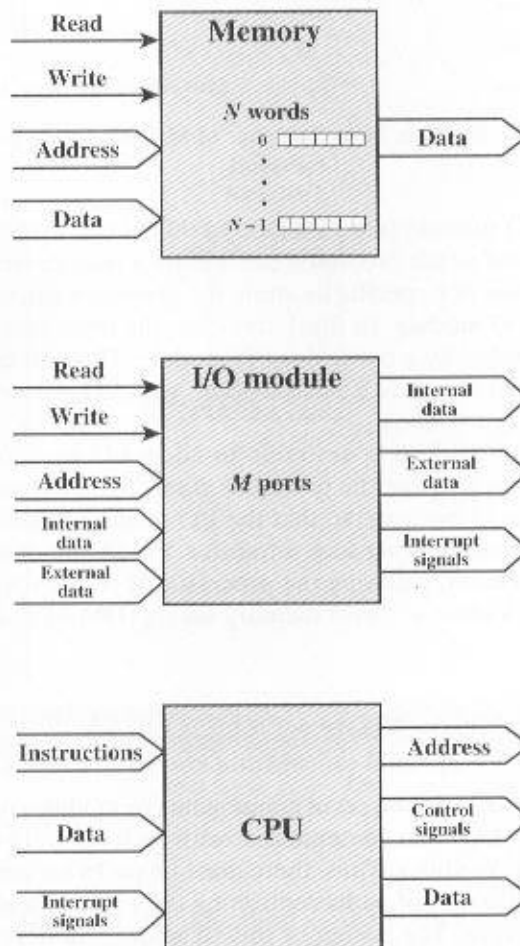 Read
Memory
Write
N words
0
Address
Data
Data
N – 1
Read
I/O module
Internal data
Write
External data
Address
M ports
Internal data
Interrupt signals
External data
Instructions
Address
CPU
Control signals
Data
Interrupt signals
Data